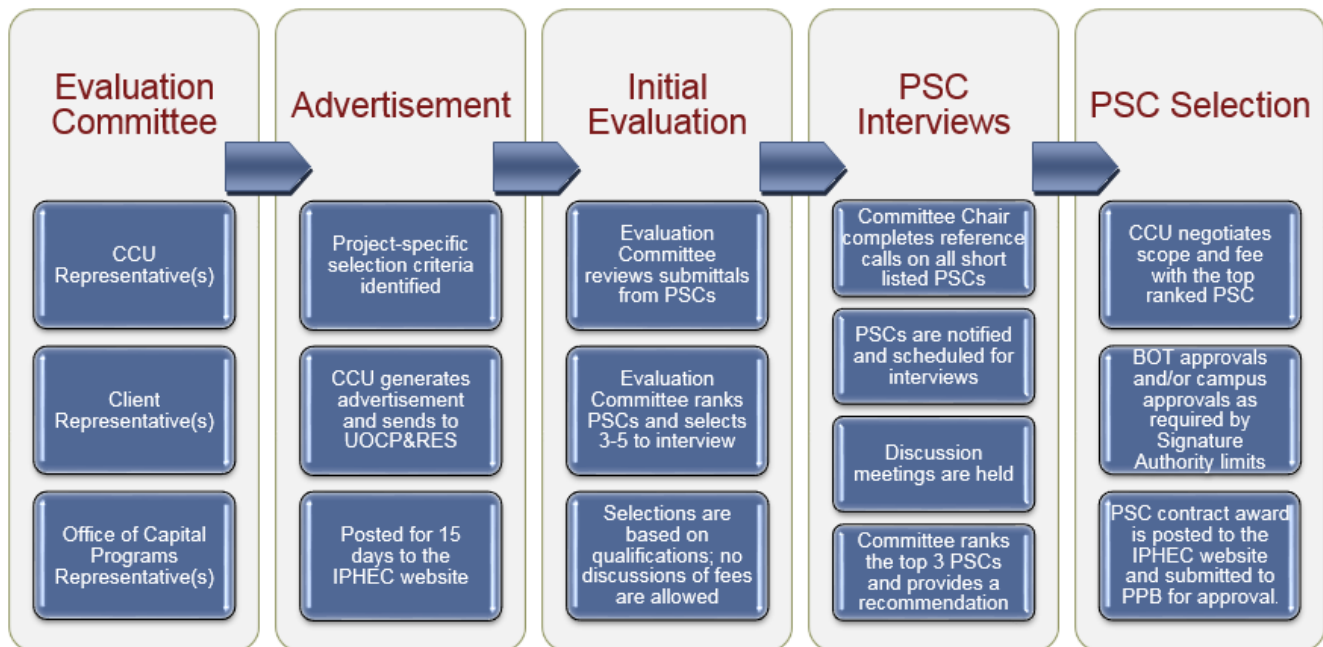 Evaluation
Committee
CCU
Representative(s)
Client
Representative(s)
Office of Capital
Programs
Representative(s)
Advertisement
Project-specific
selection criteria
identified
CCU generates
advertisement
and sends to
UOCP&RES
Posted for 15
days to the
IPHEC website
Initial
Evaluation
Evaluation
Committee
reviews submittals
from PSCs
Evaluation
Committee ranks
PSCs and selects
3-5 to interview
Selections are
based on
qualifications; no
discussions of fees
are allowed
PSC
Interviews
Committee Chair
completes reference
calls on all short
listed PSCs
PSCs are notified
and scheduled for
interviews
Discussion
meetings are held
Committee ranks
the top 3 PSCs
and provides a
recommendation
PSC Selection
CCU negotiates
scope and fee
with the top
ranked PSC
BOT approvals
and/or campus
approvals as
required by
Signature
Authority limits
PSC contract award
is posted to the
IPHEC website
and submitted to
PPB for approval.